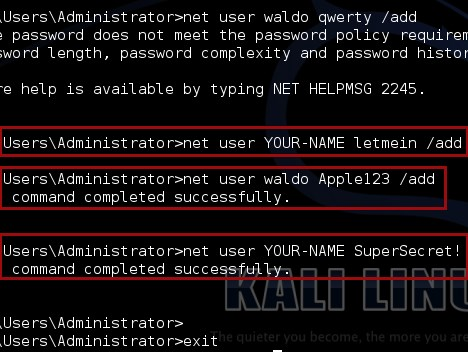 Users\Administrator>net user waldo qwerty /add
e password does not meet the password policy requirem
sword length, password complexity and password histor
re help is available by typing NET HELPMSG 2245.
Users\Administrator>net user YOUR-NAME letmein /add
Users\Administrator>net user waldo Apple123 /add
command completed successfully.
Users\Administrator>net user YOUR-NAME SuperSecret!
command completed successfully.
\Users\Administrator>
\Users\Administrator>exit
KALI LINU
The quieter you become, the more you are